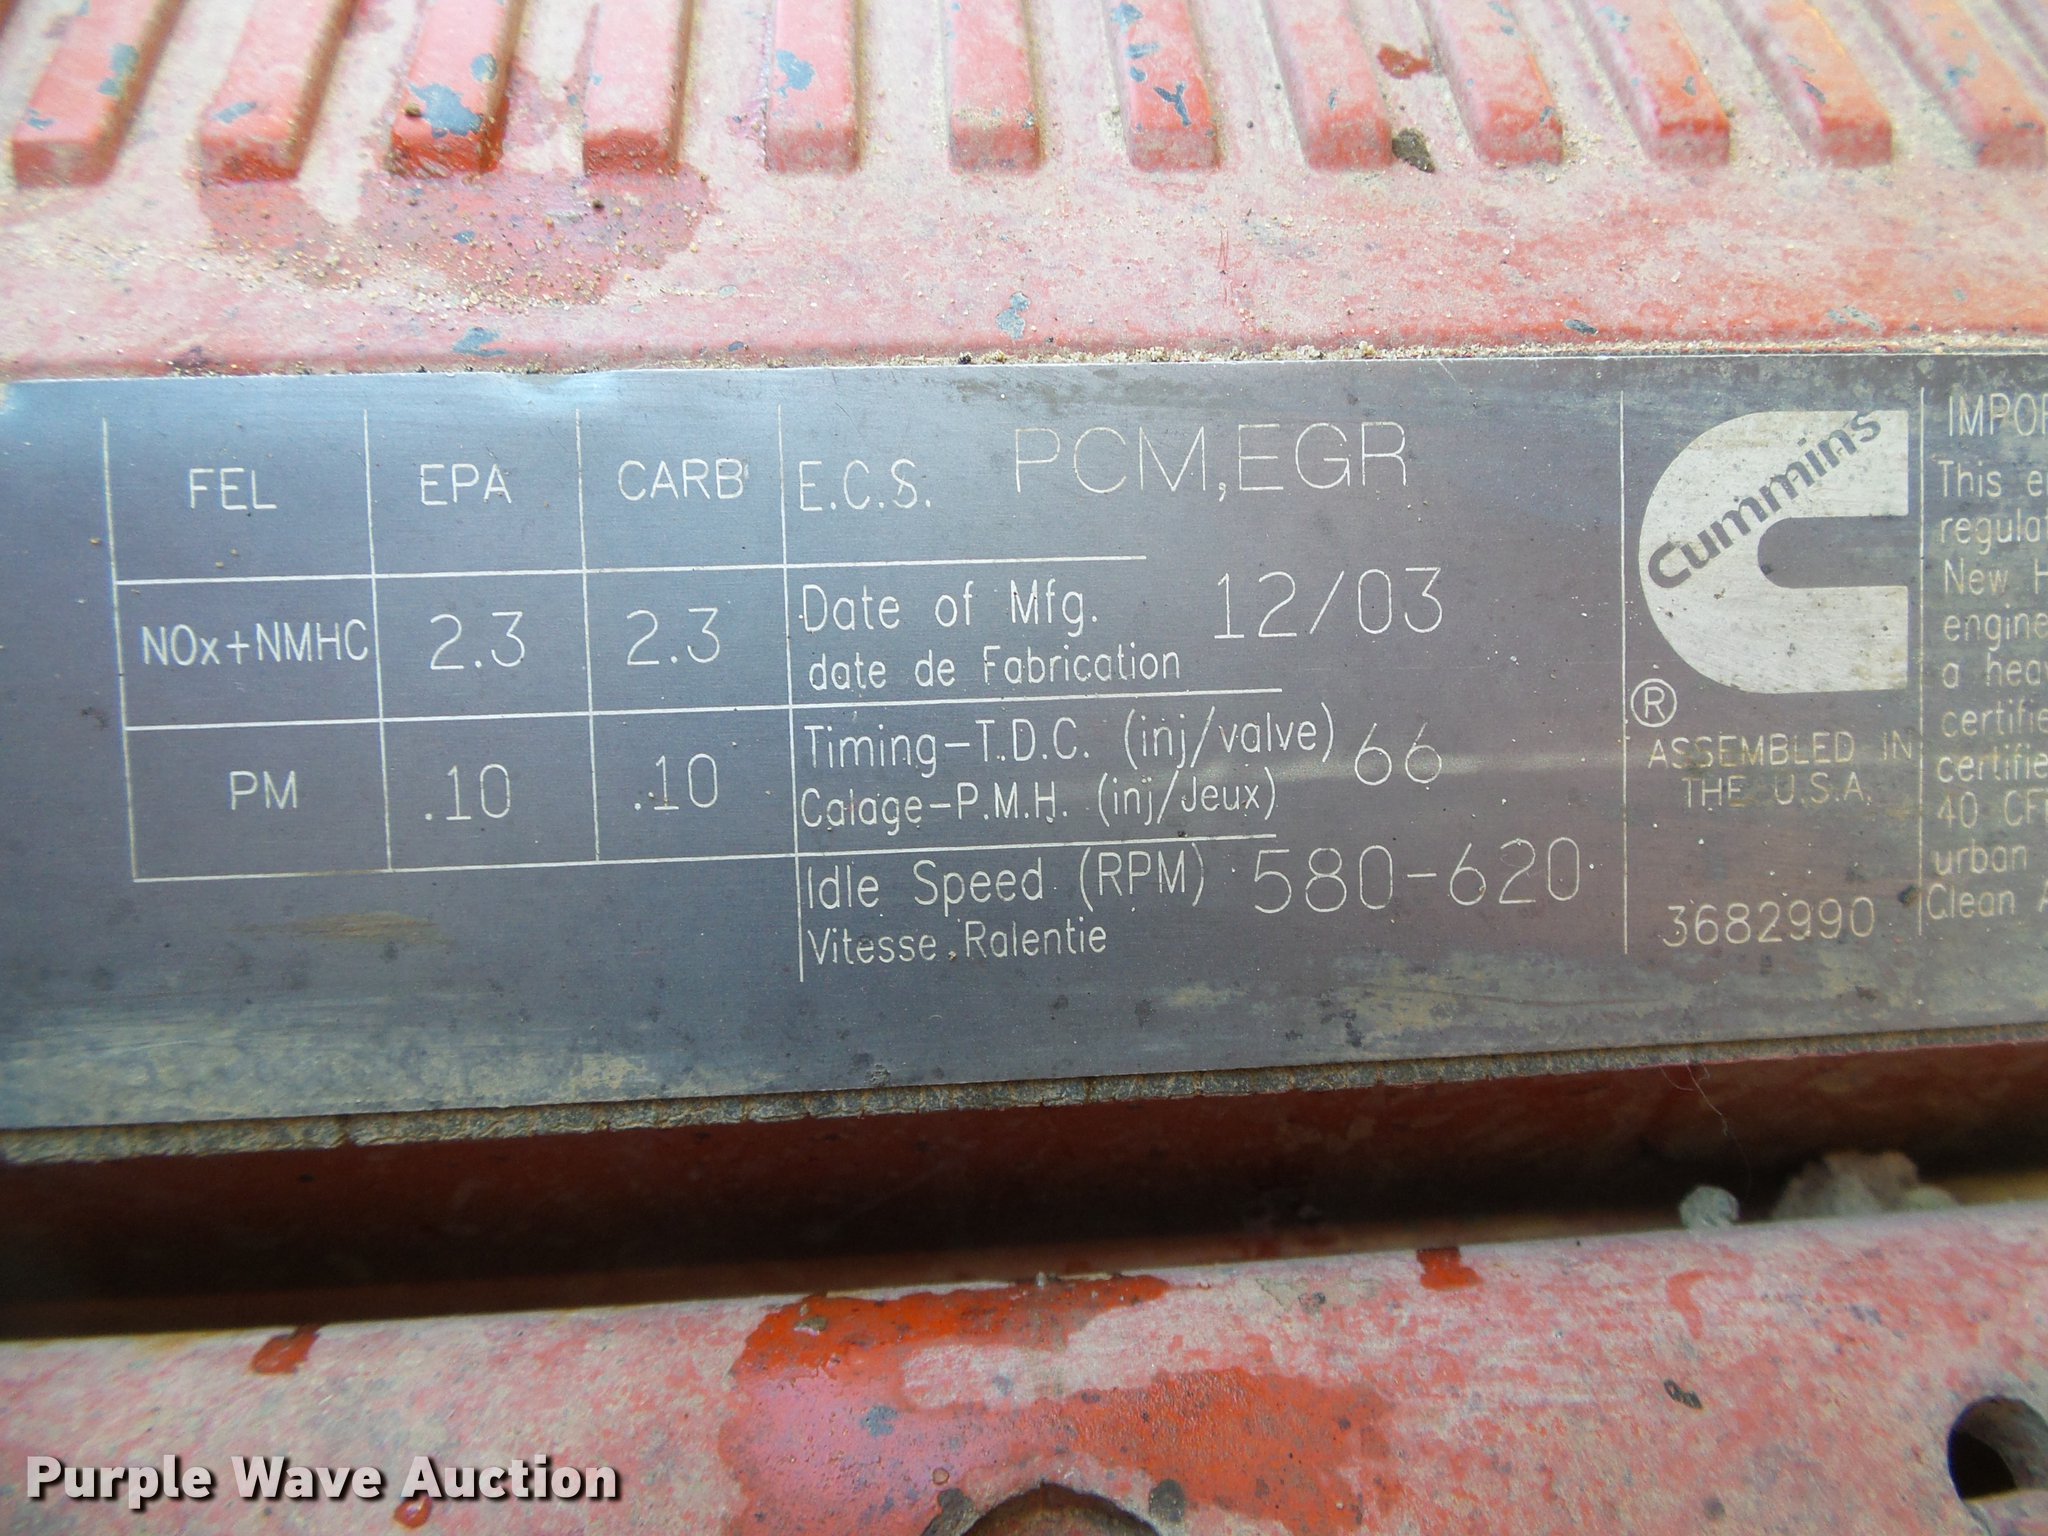 FEL EPA CARB
NOx+NMHC 2.3 2.3
PM .10 .10
E.C.S. PCM,EGR
Date of Mfg. 12/03
date de Fabrication
Timing-T.D.C. (inj/valve) 66
Calage-P.M.H. (inj/Jeux)
Idle Speed (RPM) 580-620
Vitesse Ralentie
Cummins
®
ASSEMBLED IN
THE U.S.A.
3682990
This
New
engine
a
40
urban
Clean
Purple Wave Auction